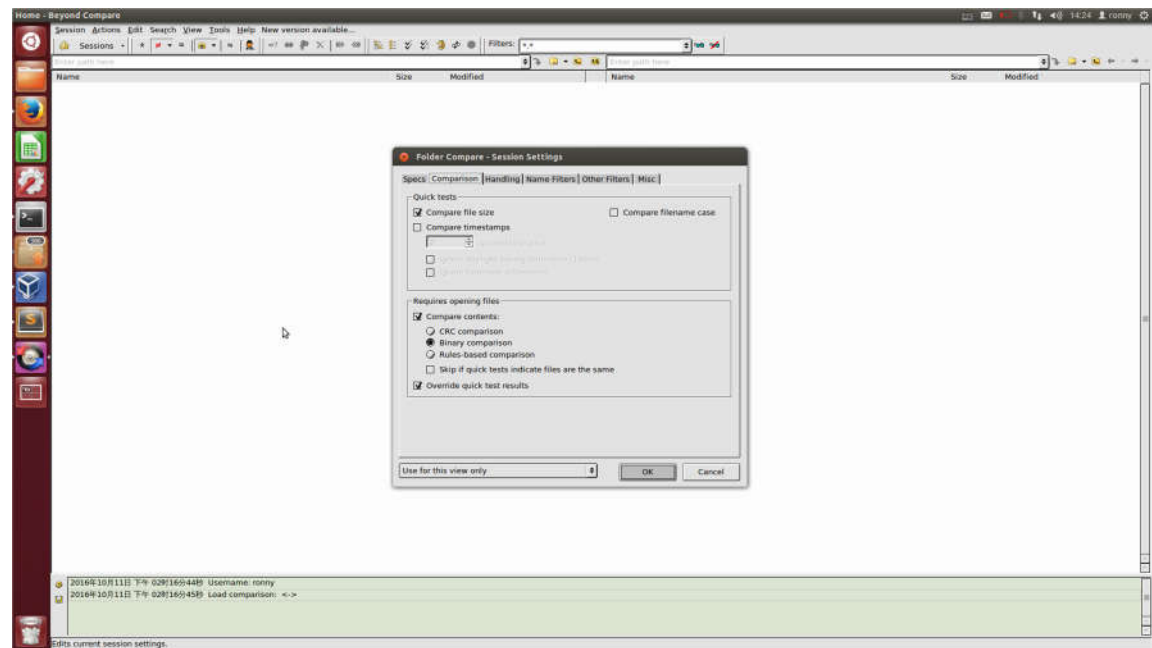 Home - Beyond Compare
14:24 ronny
Session Actions Edit Search View Tools Help New version available...
Sessions
Filters: *.*
Enter path here
Enter path here
Name Size Modified Name Size Modified
Folder Compare - Session Settings
Specs Comparison Handling Name Filters Other Filters Misc
Quick tests
Compare file size Compare filename case
Compare timestamps
Requires opening files
Compare contents:
CRC comparison
Binary comparison
Rules-based comparison
Skip if quick tests indicate files are the same
Override quick test results
Use for this view only OK Cancel
2016年10月11日 下午 02时16分44秒 Username: ronny
2016年10月11日 下午 02时16分45秒 Load comparison: <->
Edits current session settings.